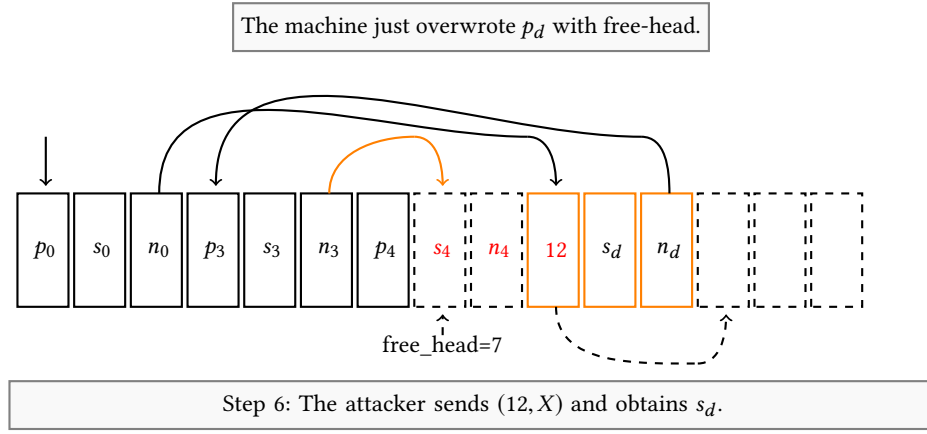 The machine just overwrote p_d with free-head.
p_0 s_0 n_0 p_3 s_3 n_3 p_4 s_4 n_4 12 s_d n_d
free_head=7
Step 6: The attacker sends (12, X) and obtains s_d.